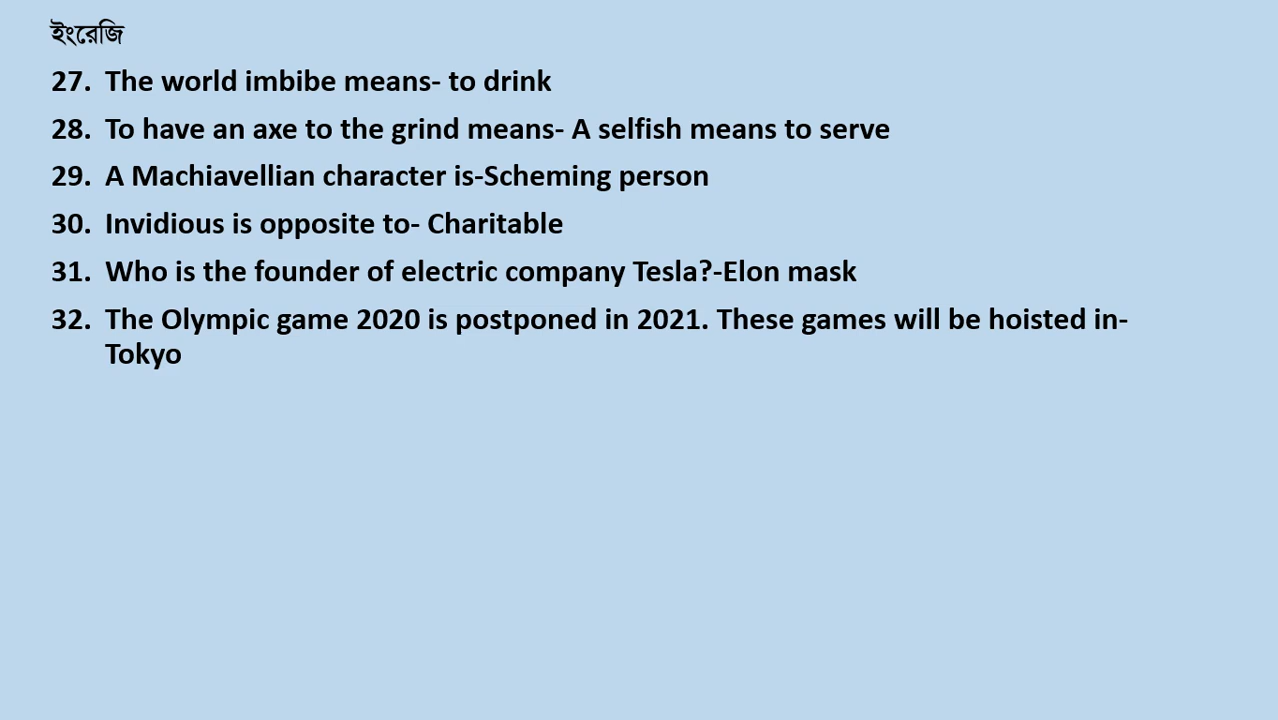 ইংরেজি
27. The world imbibe means- to drink
28. To have an axe to the grind means- A selfish means to serve
29. A Machiavellian character is-Scheming person
30. Invidious is opposite to- Charitable
31. Who is the founder of electric company Tesla?-Elon mask
32. The Olympic game 2020 is postponed in 2021. These games will be hoisted in-
Tokyo